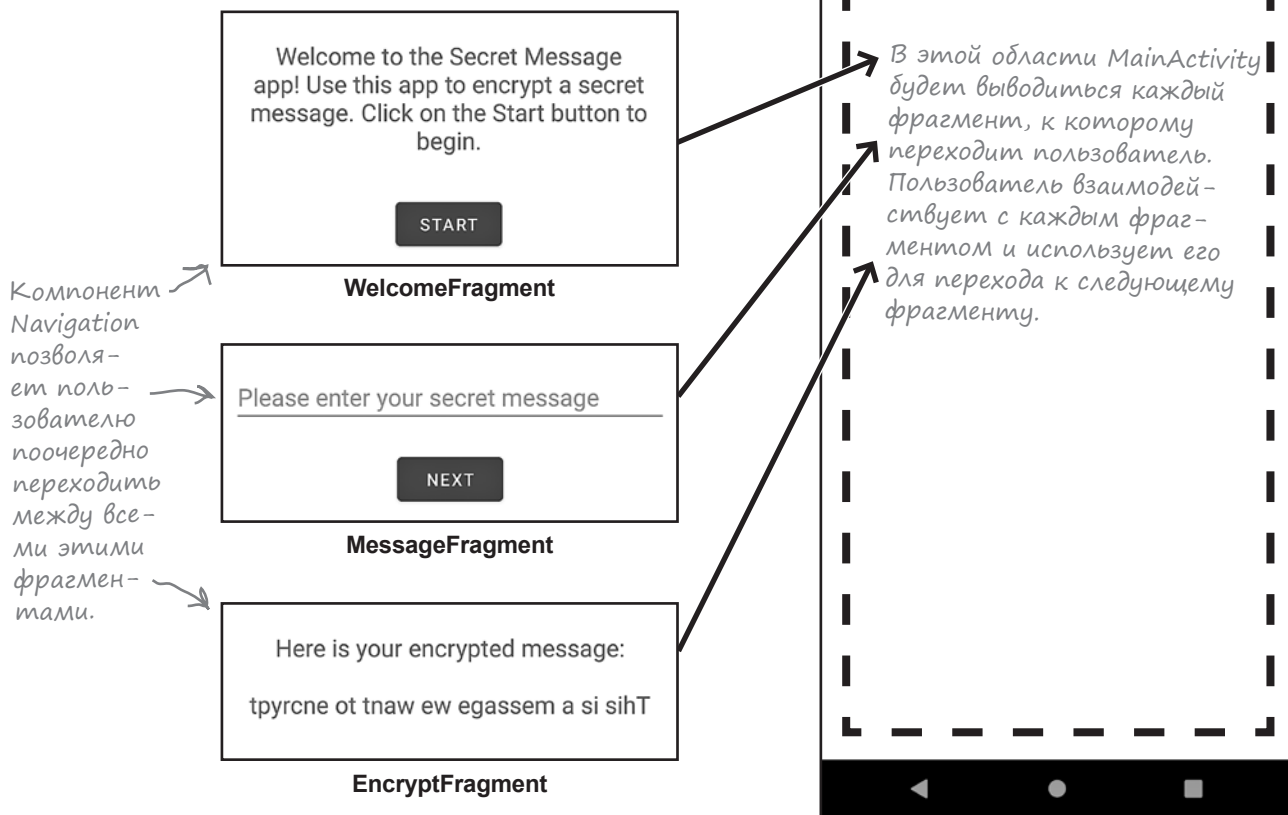 Welcome to the Secret Message
app! Use this app to encrypt a secret
message. Click on the Start button to
begin.
START
WelcomeFragment
Компонент
Navigation
позволя-
ет поль-
зователю
поочередно
переходить
между все-
ми этими
фрагмен-
тами.
Please enter your secret message
NEXT
MessageFragment
Here is your encrypted message:
tpyrcne ot tnaw ew egassem a si sihT
EncryptFragment
В этой области MainActivity
будет выводиться каждый
фрагмент, к которому
переходит пользователь.
Пользователь взаимодей-
ствует с каждым фраг-
ментом и использует его
для перехода к следующему
фрагменту.